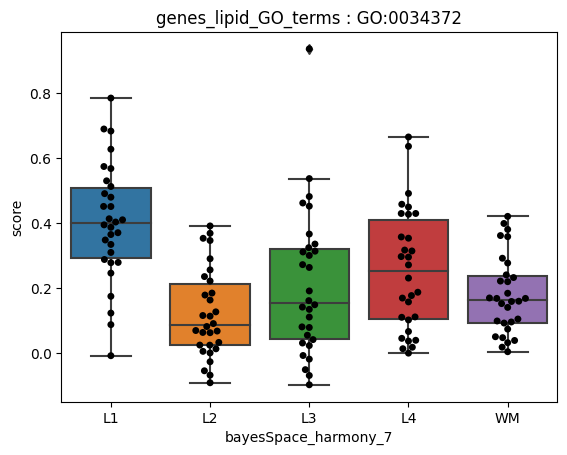 genes_lipid_GO_terms : GO:0034372
score
0.8
0.6
0.4
0.2
0.0
L1 L2 L3 L4 WM
bayesSpace_harmony_7